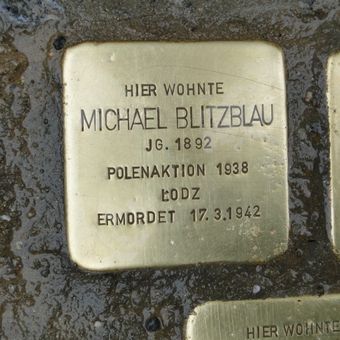 HIER WOHNTE
MICHAEL BLITZBLAU
JG. 1892
POLENAKTION 1938
ŁODZ
ERMORDET 17.3.1942
HIER WOHNTE